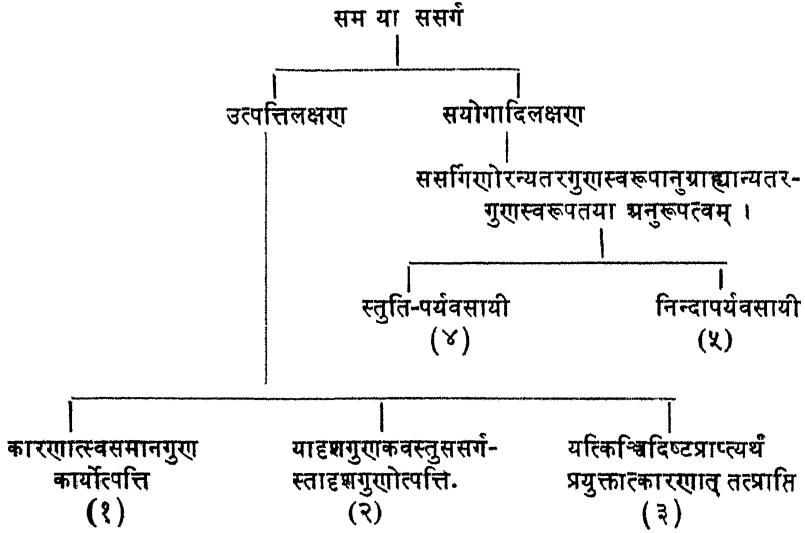 सम या ससर्ग
उत्पत्तिलक्षण
सयोगादिलक्षण
ससर्गिणोरन्यतरगुणस्वरूपानुग्राह्यान्यतर-
गुणस्वरूपतया अनुरूपत्वम् ।
स्तुति-पर्यवसायी
(४)
निन्दापर्यवसायी
(५)
कारणात्स्वसमानगुण
कार्योत्पत्ति
(१)
यादृशगुणकवस्तुससर्ग-
स्तादृशगुणोत्पत्ति.
(२)
यत्किञ्चिदिष्टप्राप्त्यर्थं
प्रयुक्तात्कारणात् तत्प्राप्ति
(३)